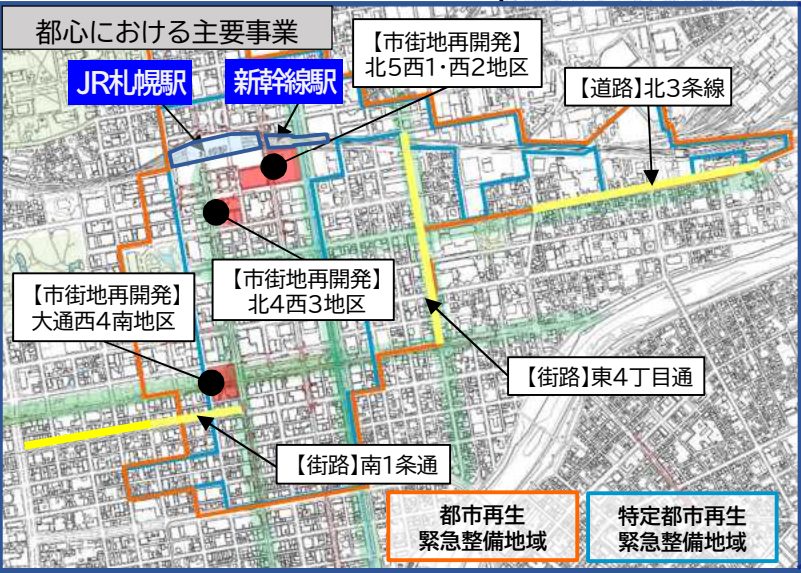 都心における主要事業
【市街地再開発】
北5西1・西2地区
JR札幌駅
新幹線駅
【道路】北3条線
【市街地再開発】
北4西3地区
【市街地再開発】
大通西4南地区
【街路】東4丁目通
【街路】南1条通
都市再生
緊急整備地域
特定都市再生
緊急整備地域